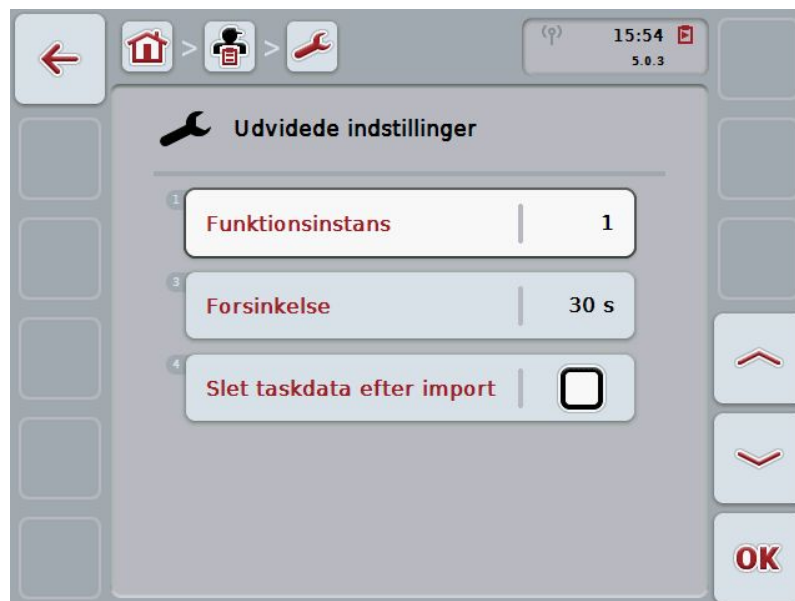 > >
15:54
5.0.3
Udvidede indstillinger
1
Funktionsinstans 1
3
Forsinkelse 30 s
4
Slet taskdata efter import
OK